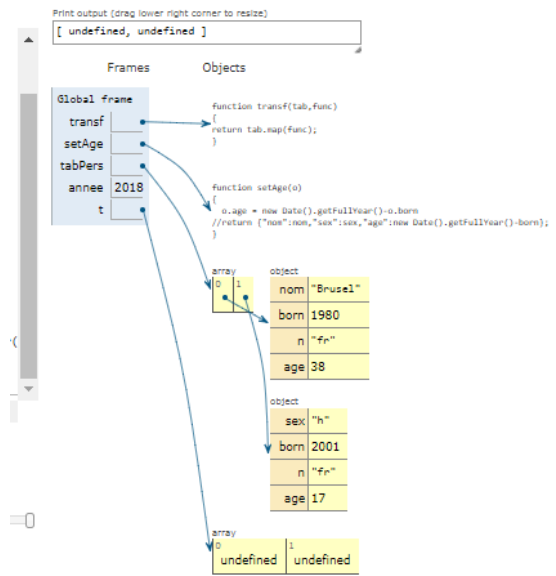 Print output (drag lower right corner to resize)
[ undefined, undefined ]
Frames
Objects
Global frame
transf
setAge
tabPers
annee 2018
t
function transf(tab,func)
{
return tab.map(func);
}
function setAge(o)
{
o.age = new Date().getFullYear()-o.born
//return {"nom":nom,"sex":sex,"age":new Date().getFullYear()-born};
}
array
0 1
object
nom "Brusel"
born 1980
n "fr"
age 38
object
sex "h"
born 2001
n "fr"
age 17
array
0 1
undefined undefined